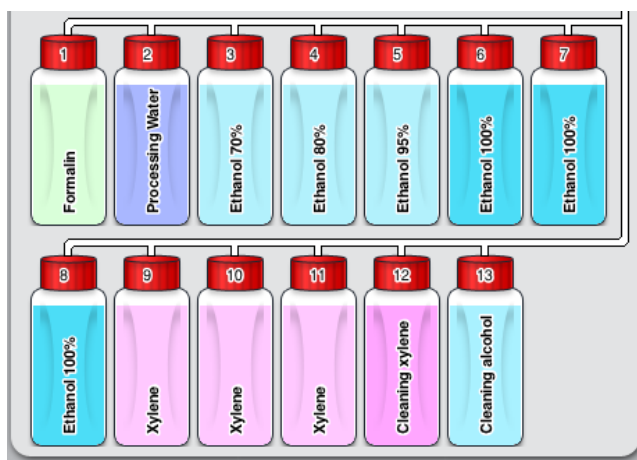 1 2 3 4 5 6 7
Formalin
Processing Water
Ethanol 70%
Ethanol 80%
Ethanol 95%
Ethanol 100%
Ethanol 100%
8 9 10 11 12 13
Ethanol 100%
Xylene
Xylene
Xylene
Cleaning xylene
Cleaning alcohol